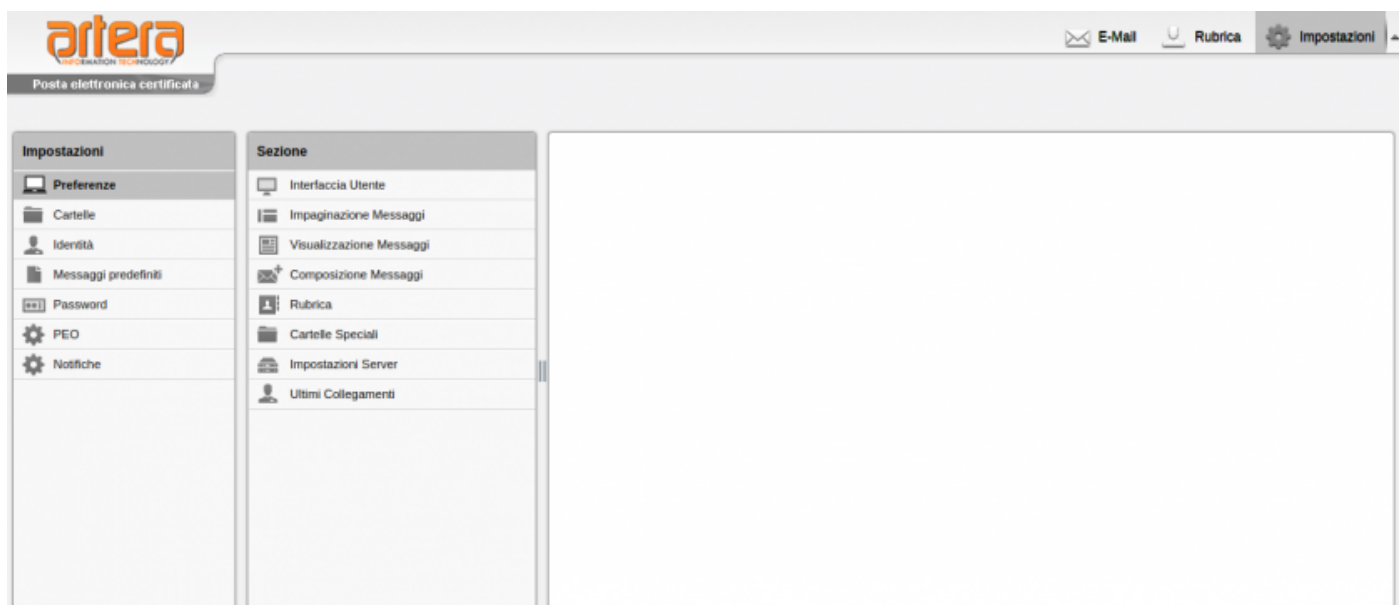 artera
INFORMATION TECHNOLOGY
Posta elettronica certificata
E-Mail
Rubrica
Impostazioni
Impostazioni
Preferenze
Cartelle
Identità
Messaggi predefiniti
Password
PEO
Notifiche
Sezione
Interfaccia Utente
Impaginazione Messaggi
Visualizzazione Messaggi
Composizione Messaggi
Rubrica
Cartelle Speciali
Impostazioni Server
Ultimi Collegamenti